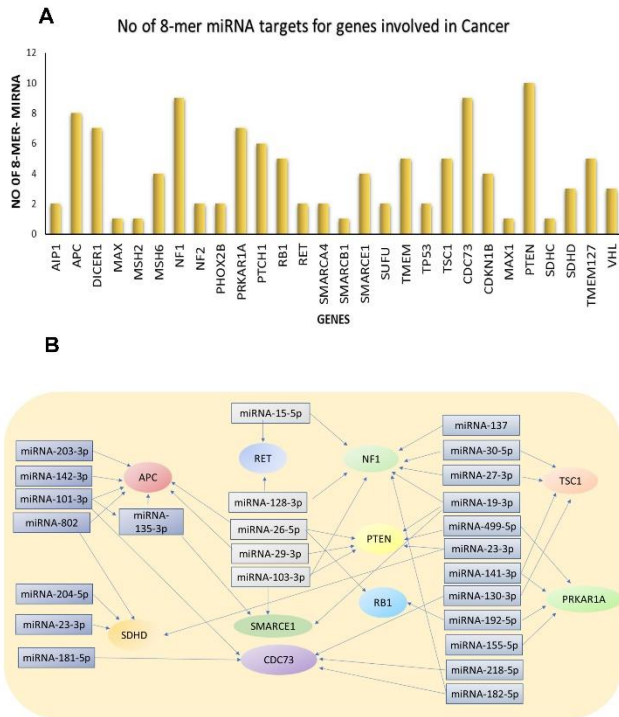 A
No of 8-mer miRNA targets for genes involved in Cancer
NO OF 8-MER- MIRNA
12
10
8
6
4
2
0
AIP1
APC
DICER1
MAX
MSH2
MSH6
NF1
NF2
PHOX2B
PRKAR1A
PTCH1
RB1
RET
SMARCA4
SMARCB1
SMARCE1
SUFU
TMEM
TP53
TSC1
CDC73
CDKN1B
MAX1
PTEN
SDHC
SDHD
TMEM127
VHL
GENES
B
miRNA-203-3p
miRNA-142-3p
miRNA-101-3p
miRNA-802
miRNA-
135-3p
APC
miRNA-204-5p
miRNA-23-3p
miRNA-181-5p
SDHD
miRNA-15-5p
RET
miRNA-128-3p
miRNA-26-5p
miRNA-29-3p
miRNA-103-3p
SMARCE1
CDC73
NF1
PTEN
RB1
miRNA-137
miRNA-30-5p
miRNA-27-3p
miRNA-19-3p
miRNA-499-5p
miRNA-23-3p
miRNA-141-3p
miRNA-130-3p
miRNA-192-5p
miRNA-155-5p
miRNA-218-5p
miRNA-182-5p
TSC1
PRKAR1A